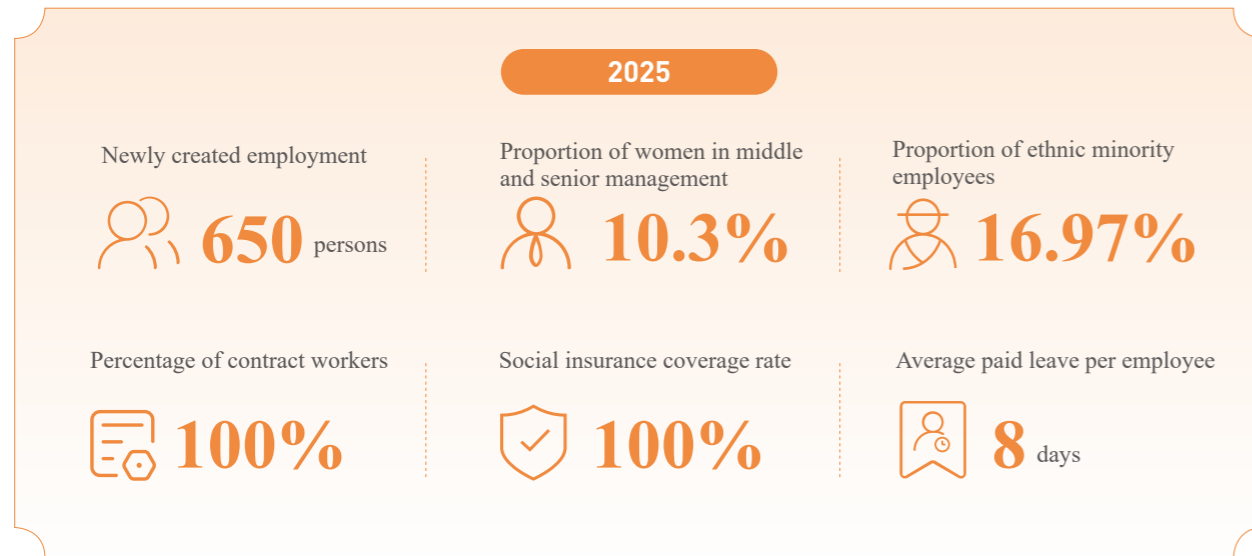 2025
Newly created employment
650 persons
Proportion of women in middle
and senior management
10.3%
Proportion of ethnic minority
employees
16.97%
Percentage of contract workers
100%
Social insurance coverage rate
100%
Average paid leave per employee
8 days